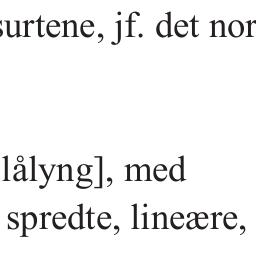 surtene, jf. det nor
lålyng], med
spredte, lineære,